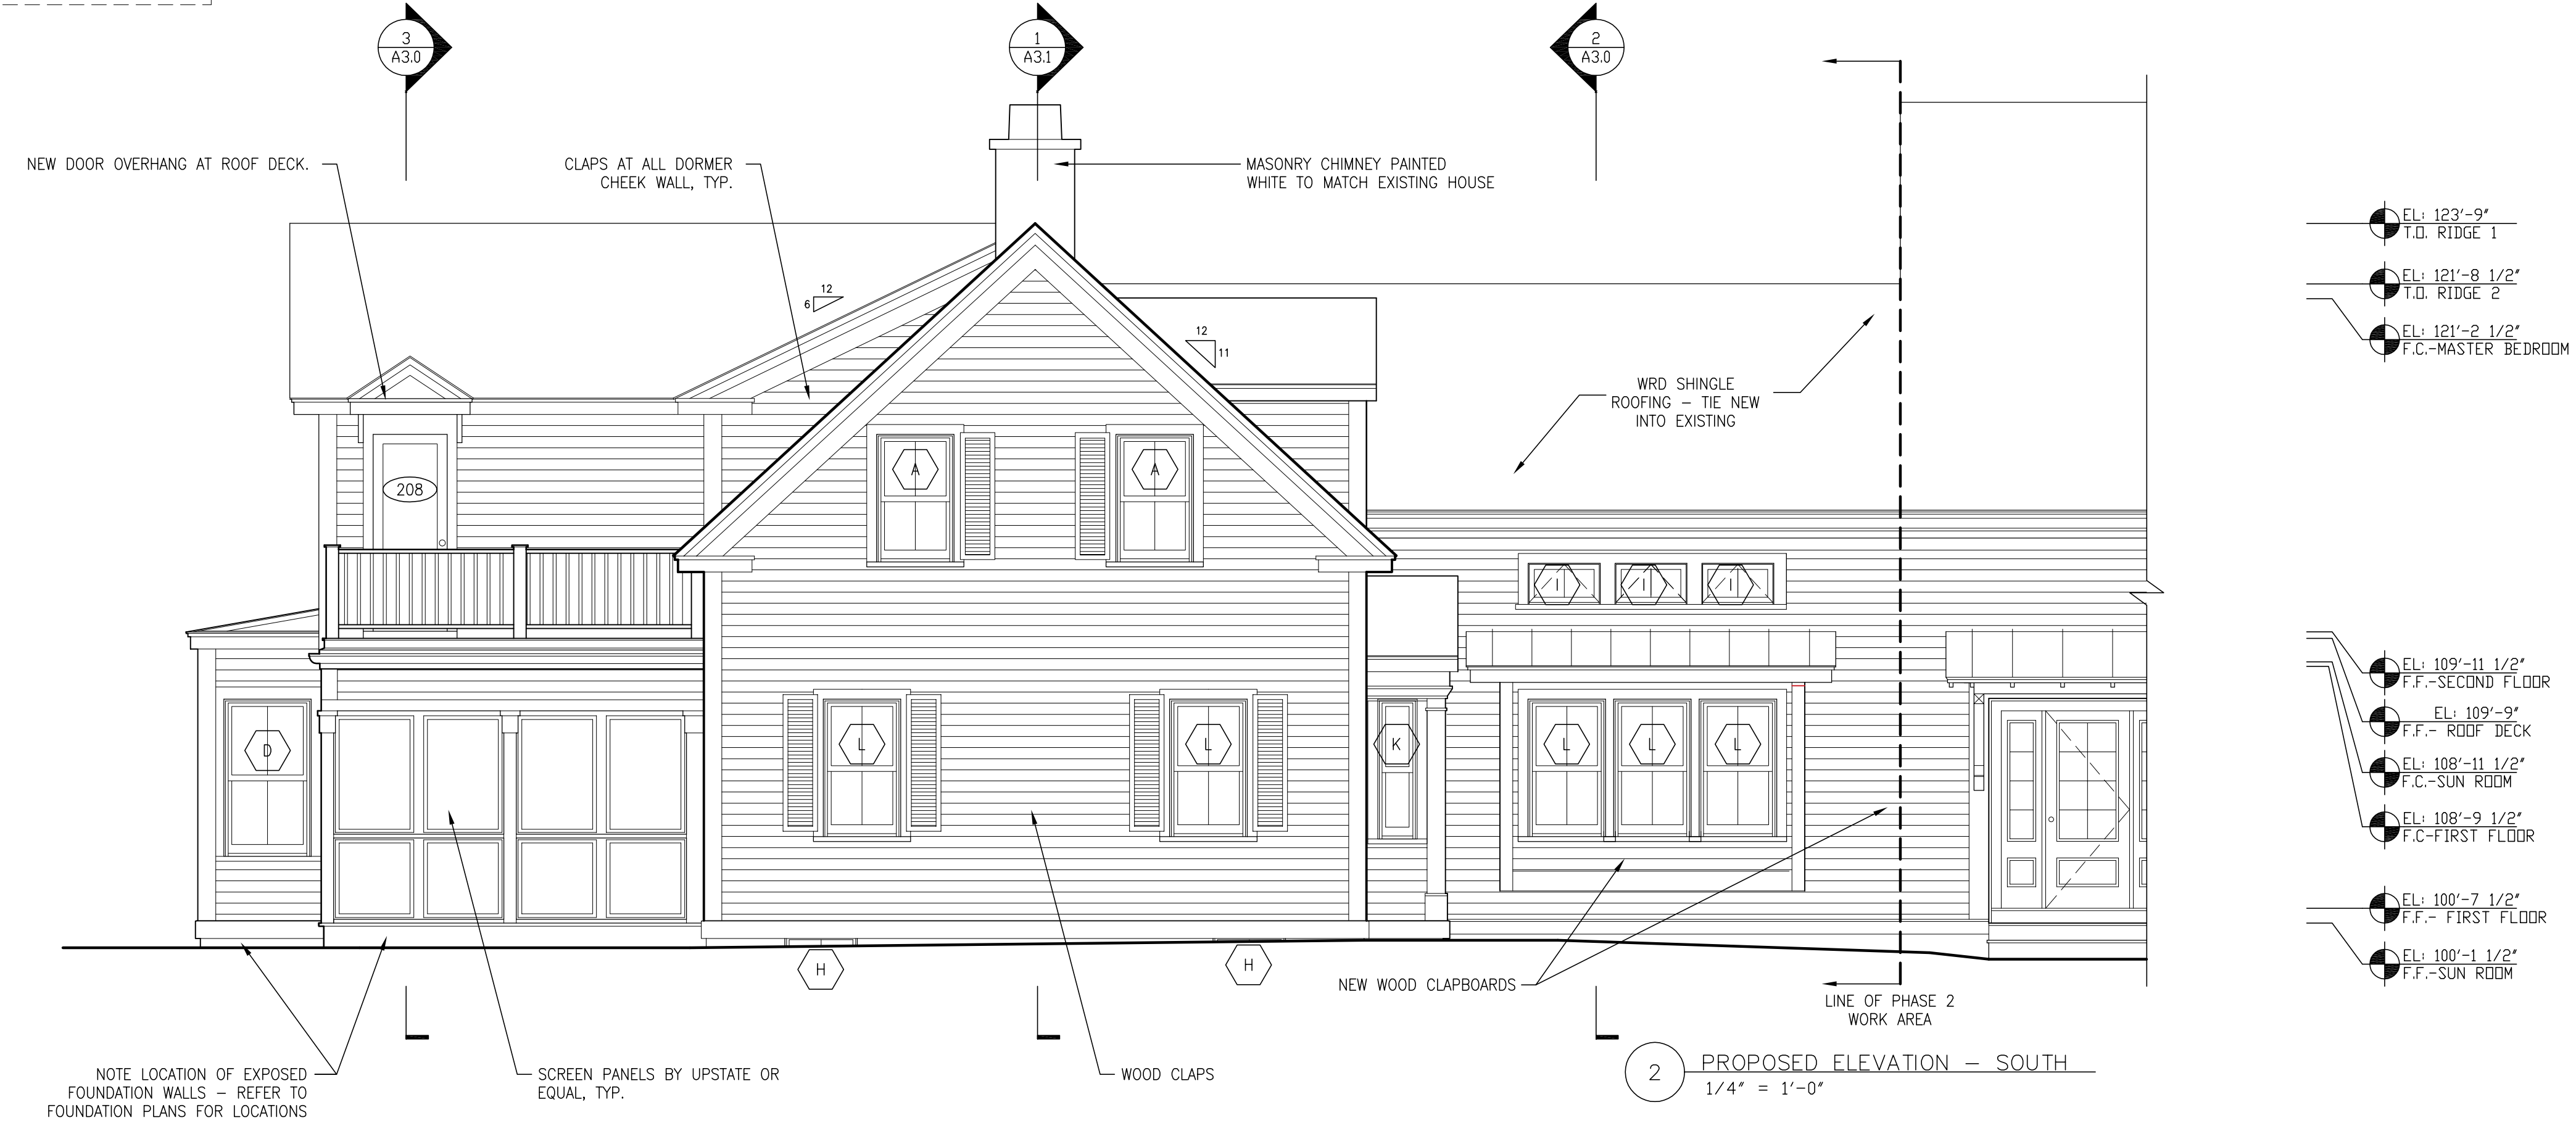 3
A3.0
1
A3.1
2
A3.0
NEW DOOR OVERHANG AT ROOF DECK.
CLAPS AT ALL DORMER
CHEEK WALL, TYP.
MASONRY CHIMNEY PAINTED
WHITE TO MATCH EXISTING HOUSE
EL: 123'-9"
T.O. RIDGE 1
EL: 121'-8 1/2"
T.O. RIDGE 2
EL: 121'-2 1/2"
F.C.-MASTER BEDROOM
12
6
12
11
WRD SHINGLE
ROOFING – TIE NEW
INTO EXISTING
A
A
208
I
I
I
EL: 109'-11 1/2"
F.F.-SECOND FLOOR
EL: 109'-9"
F.F.- ROOF DECK
EL: 108'-11 1/2"
F.C.-SUN ROOM
EL: 108'-9 1/2"
F.C-FIRST FLOOR
D
L
L
K
L
L
L
EL: 100'-7 1/2"
F.F.- FIRST FLOOR
EL: 100'-1 1/2"
F.F.-SUN ROOM
H
H
NEW WOOD CLAPBOARDS
LINE OF PHASE 2
WORK AREA
NOTE LOCATION OF EXPOSED
FOUNDATION WALLS – REFER TO
FOUNDATION PLANS FOR LOCATIONS
SCREEN PANELS BY UPSTATE OR
EQUAL, TYP.
WOOD CLAPS
2
PROPOSED ELEVATION – SOUTH
1/4" = 1'-0"